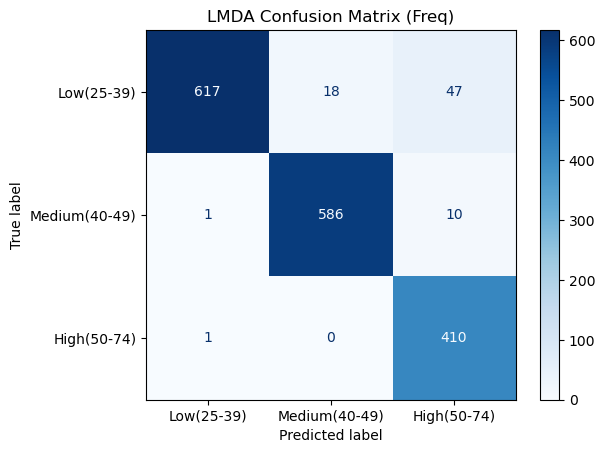 LMDA Confusion Matrix (Freq)
True label
Low(25-39)
617 18 47
Medium(40-49)
1 586 10
High(50-74)
1 0 410
Low(25-39) Medium(40-49) High(50-74)
Predicted label
600
500
400
300
200
100
0